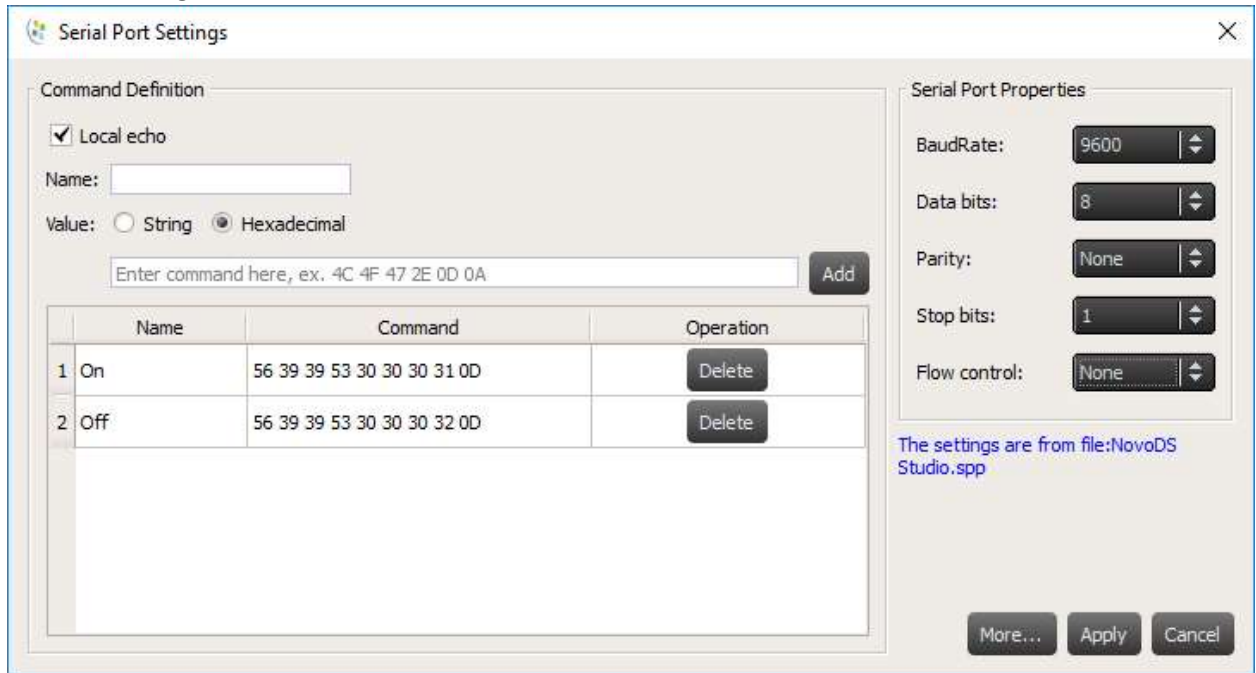 Serial Port Settings
Command Definition
Local echo
Name:
Value: String Hexadecimal
Enter command here, ex. 4C 4F 47 2E 0D 0A Add
Name Command Operation
1 On 56 39 39 53 30 30 30 31 0D Delete
2 Off 56 39 39 53 30 30 30 32 0D Delete
Serial Port Properties
BaudRate: 9600
Data bits: 8
Parity: None
Stop bits: 1
Flow control: None
The settings are from file:NovoDS
Studio.spp
More... Apply Cancel